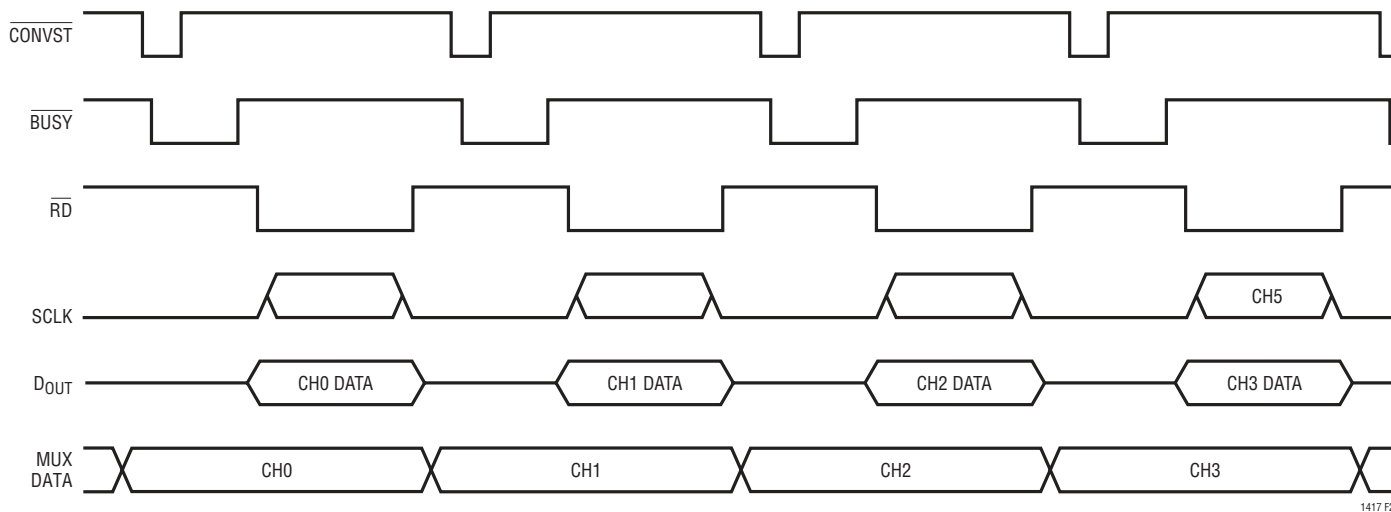 CONVST
BUSY
RD
SCLK
CH5
DOUT
CH0 DATA
CH1 DATA
CH2 DATA
CH3 DATA
MUX
DATA
CH0
CH1
CH2
CH3
1417 F2